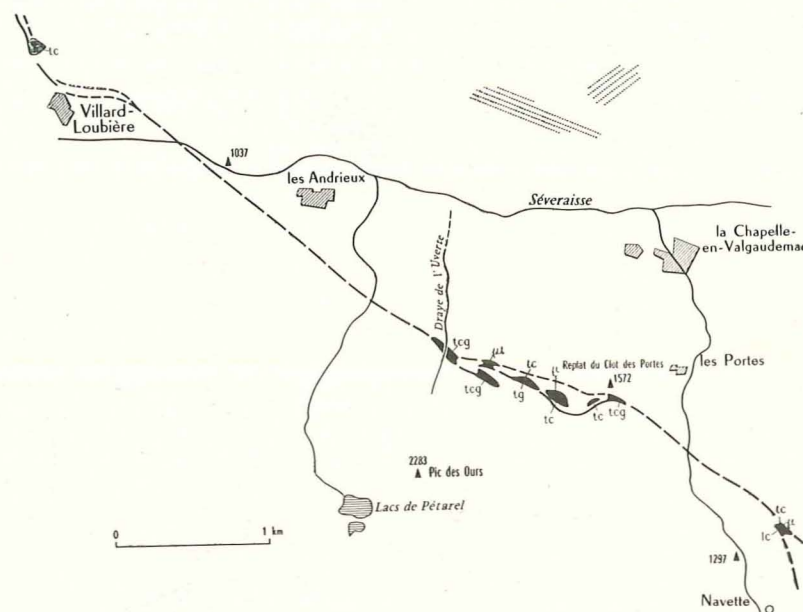 tc
Villard-
Loubière
1037
les Andrieux
Séveraisse
la Chapelle-
en-Valgaudemar
Draye de l'Uverte
tcg
μι
tc
μ
Replat du Clot des Portes
1572
les Portes
tcg
tg
tc
tc
tcg
2283
Pic des Ours
Lacs de Pétarel
0
1 km
tc
μ
1297
Navette